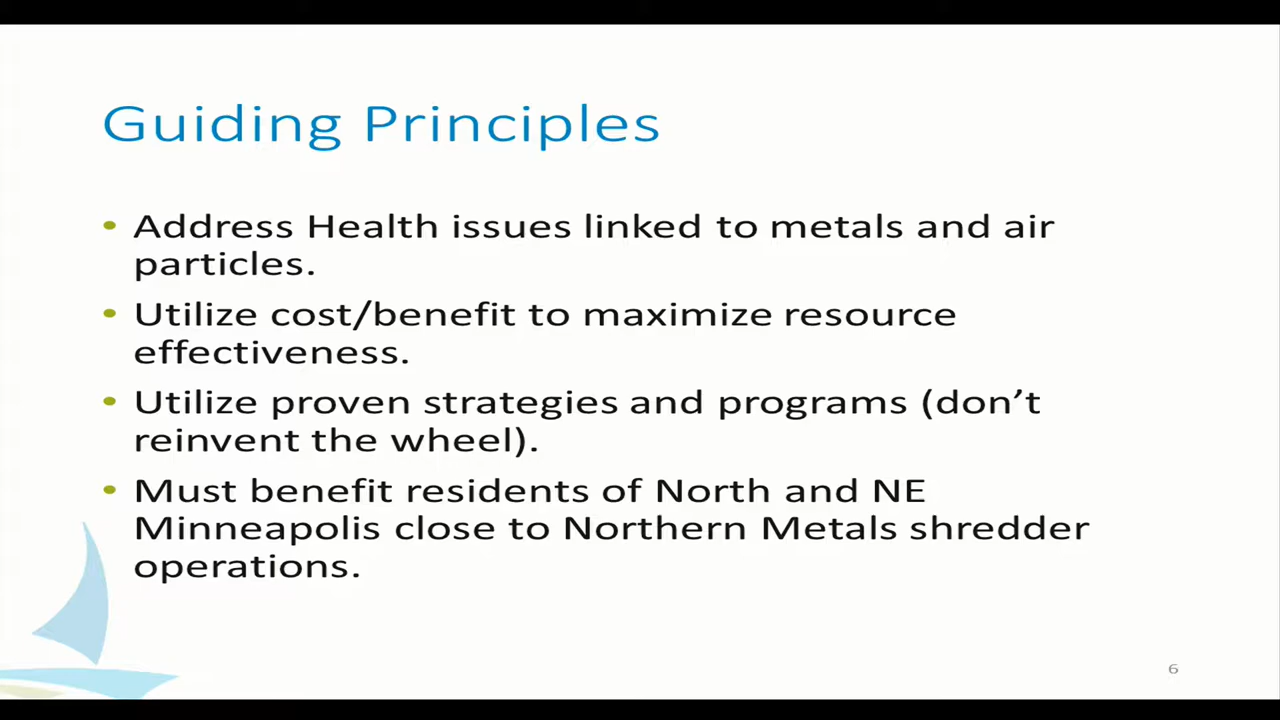 Guiding Principles
• Address Health issues linked to metals and air
particles.
• Utilize cost/benefit to maximize resource
effectiveness.
• Utilize proven strategies and programs (don’t
reinvent the wheel).
• Must benefit residents of North and NE
Minneapolis close to Northern Metals shredder
operations.
6